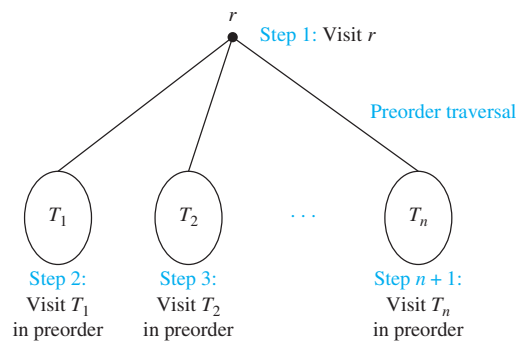 r
Step 1: Visit r
Preorder traversal
T1
T2
...
Tn
Step 2:
Visit T1
in preorder
Step 3:
Visit T2
in preorder
Step n + 1:
Visit Tn
in preorder